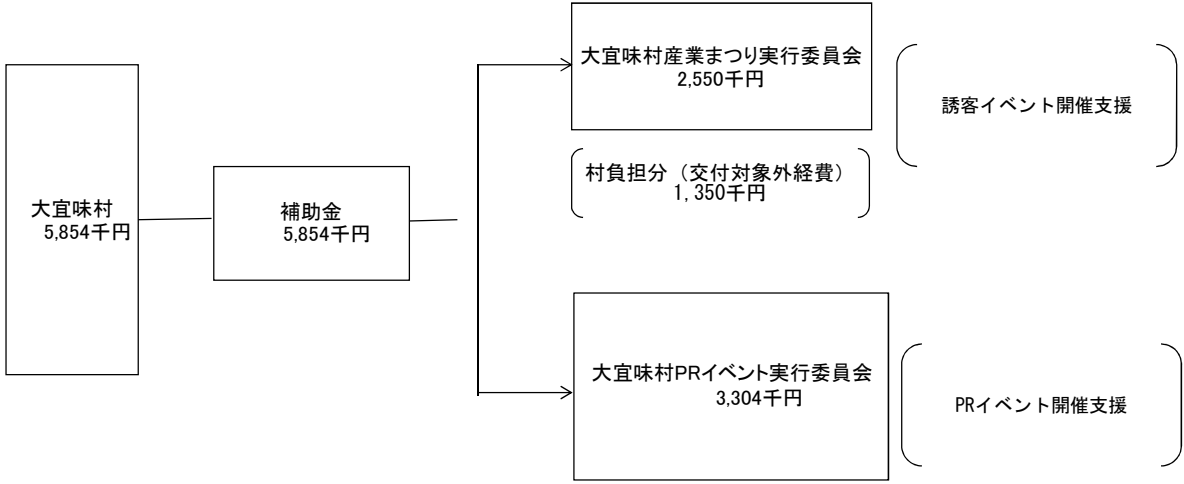 大宜味村
5,854千円
補助金
5,854千円
大宜味村産業まつり実行委員会
2,550千円
誘客イベント開催支援
村負担分（交付対象外経費）
1,350千円
大宜味村PRイベント実行委員会
3,304千円
PRイベント開催支援